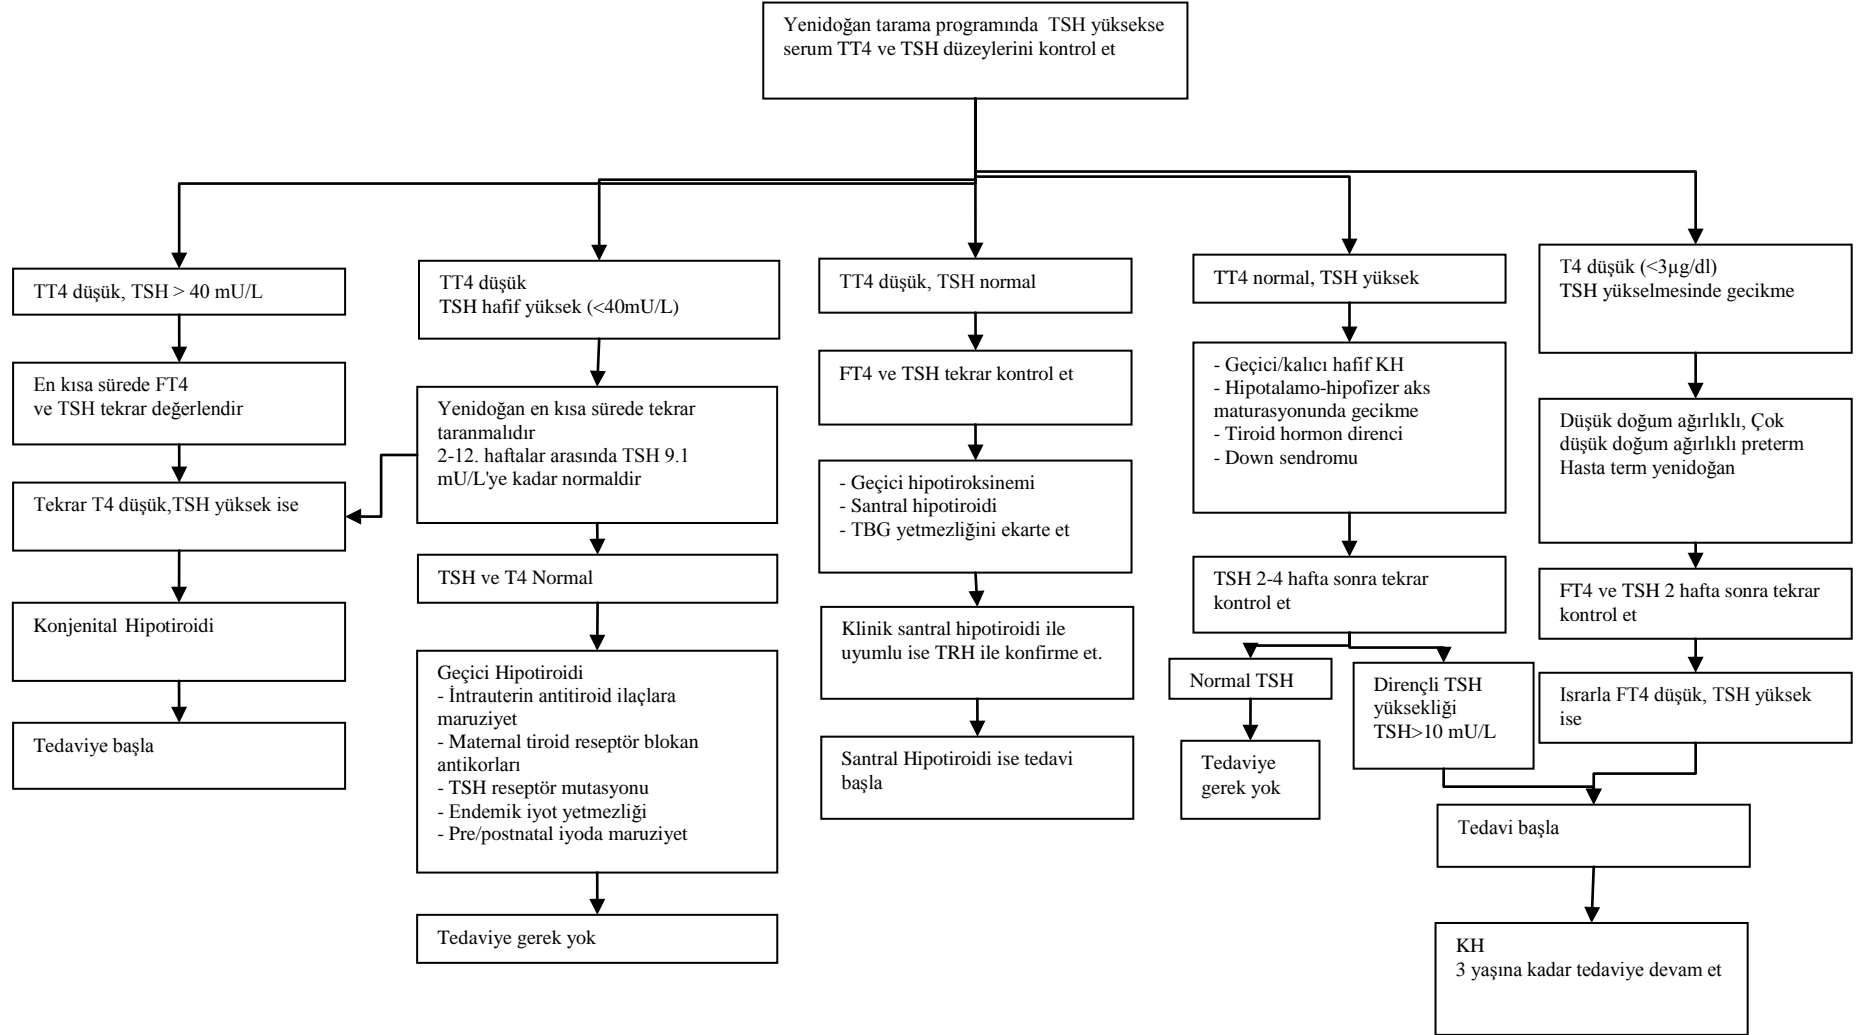 Yenidoğan tarama programında TSH yüksekse
serum TT4 ve TSH düzeylerini kontrol et
TT4 düşük, TSH > 40 mU/L
En kısa sürede FT4
ve TSH tekrar değerlendir
Tekrar T4 düşük,TSH yüksek ise
Konjenital Hipotiroidi
Tedaviye başla
TT4 düşük
TSH hafif yüksek (<40mU/L)
Yenidoğan en kısa sürede tekrar
taranmalıdır
2-12. haftalar arasında TSH 9.1
mU/L'ye kadar normaldir
TSH ve T4 Normal
Geçici Hipotiroidi
- İntrauterin antitiroid ilaçlara
maruziyet
- Maternal tiroid reseptör blokan
antikorları
- TSH reseptör mutasyonu
- Endemik iyot yetmezliği
- Pre/postnatal iyoda maruziyet
Tedaviye gerek yok
TT4 düşük, TSH normal
FT4 ve TSH tekrar kontrol et
- Geçici hipotiroksinemi
- Santral hipotiroidi
- TBG yetmezliğini ekarte et
Klinik santral hipotiroidi ile
uyumlu ise TRH ile konfirme et.
Santral Hipotiroidi ise tedavi
başla
TT4 normal, TSH yüksek
- Geçici/kalıcı hafif KH
- Hipotalamo-hipofizer aks
maturasyonunda gecikme
- Tiroid hormon direnci
- Down sendromu
TSH 2-4 hafta sonra tekrar
kontrol et
Normal TSH
Tedaviye
gerek yok
Dirençli TSH
yüksekliği
TSH>10 mU/L
T4 düşük (<3µg/dl)
TSH yükselmesinde gecikme
Düşük doğum ağırlıklı, Çok
düşük doğum ağırlıklı preterm
Hasta term yenidoğan
FT4 ve TSH 2 hafta sonra tekrar
kontrol et
Israrla FT4 düşük, TSH yüksek
ise
Tedavi başla
KH
3 yaşına kadar tedaviye devam et